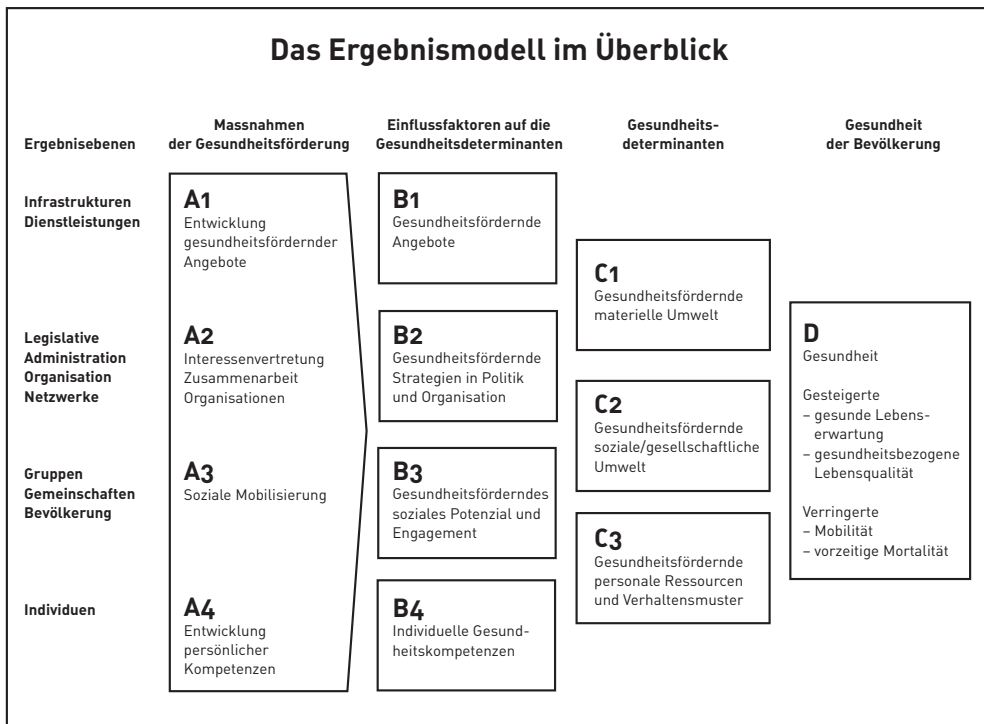 Das Ergebnismodell im Überblick
Ergebnisebenen
Massnahmen
der Gesundheitsförderung
Einflussfaktoren auf die
Gesundheitsdeterminanten
Gesundheits-
determinanten
Gesundheit
der Bevölkerung
Infrastrukturen
Dienstleistungen
Legislative
Administration
Organisation
Netzwerke
Gruppen
Gemeinschaften
Bevölkerung
Individuen
A1
Entwicklung
gesundheitsfördernder
Angebote
A2
Interessenvertretung
Zusammenarbeit
Organisationen
A3
Soziale Mobilisierung
A4
Entwicklung
persönlicher
Kompetenzen
B1
Gesundheitsfördernde
Angebote
B2
Gesundheitsfördernde
Strategien in Politik
und Organisation
B3
Gesundheitsförderndes
soziales Potenzial und
Engagement
B4
Individuelle Gesund-
heitskompetenzen
C1
Gesundheitsfördernde
materielle Umwelt
C2
Gesundheitsfördernde
soziale/gesellschaftliche
Umwelt
C3
Gesundheitsfördernde
personale Ressourcen
und Verhaltensmuster
D
Gesundheit
Gesteigerte
– gesunde Lebens-
erwartung
– gesundheitsbezogene
Lebensqualität
Verringerte
– Mobilität
– vorzeitige Mortalität